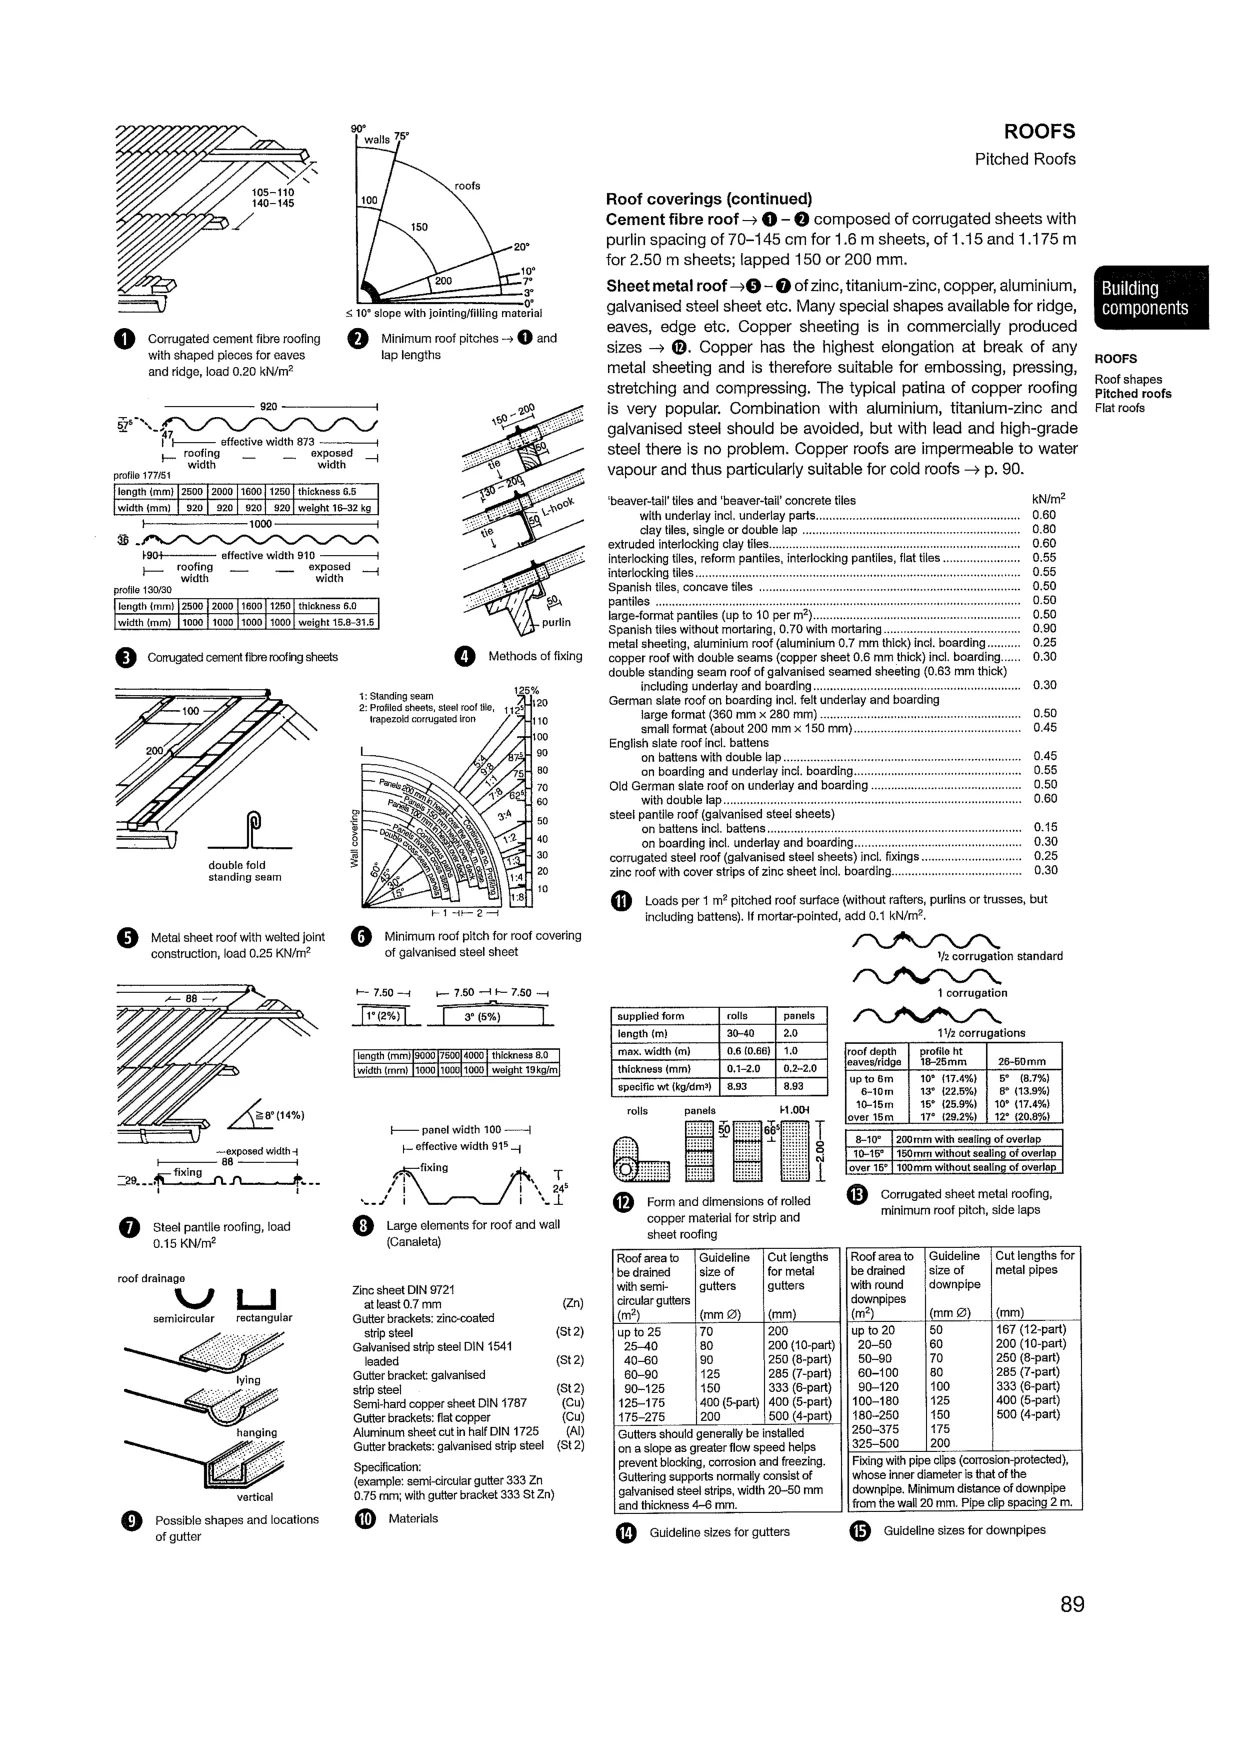 ROOFS
Pitched Roofs
Roof coverings (continued)
Cement fibre roof → ❶ – ❷ composed of corrugated sheets with
purlin spacing of 70–145 cm for 1.6 m sheets, of 1.15 and 1.175 m
for 2.50 m sheets; lapped 150 or 200 mm.
Sheet metal roof → ❺ – ❼ of zinc, titanium-zinc, copper, aluminium,
galvanised steel sheet etc. Many special shapes available for ridge,
eaves, edge etc. Copper sheeting is in commercially produced
sizes → ⓬. Copper has the highest elongation at break of any
metal sheeting and is therefore suitable for embossing, pressing,
stretching and compressing. The typical patina of copper roofing
is very popular. Combination with aluminium, titanium-zinc and
galvanised steel should be avoided, but with lead and high-grade
steel there is no problem. Copper roofs are impermeable to water
vapour and thus particularly suitable for cold roofs → p. 90.
Building
components
ROOFS
Roof shapes
Pitched roofs
Flat roofs
105–110
140–145
❶ Corrugated cement fibre roofing
with shaped pieces for eaves
and ridge, load 0.20 kN/m²
90°
walls 75°
roofs
100
150
200
20°
10°
7°
3°
0°
≤ 10° slope with jointing/filling material
❷ Minimum roof pitches → ❶ and
lap lengths
920
57⁵
47
effective width 873
roofing width
exposed width
profile 177/51
length (mm) 2500 2000 1600 1250 thickness 6.5
width (mm) 920 920 920 920 weight 16–32 kg
1000
36
90
effective width 910
roofing width
exposed width
profile 130/30
length (mm) 2500 2000 1600 1250 thickness 6.0
width (mm) 1000 1000 1000 1000 weight 15.8–31.5
❸ Corrugated cement fibre roofing sheets
150–200
50
tie
130–200
50
L-hook
tie
50
purlin
❹ Methods of fixing
100
200
double fold
standing seam
❺ Metal sheet roof with welted joint
construction, load 0.25 KN/m²
1: Standing seam
2: Profiled sheets, steel roof tile,
trapezoid corrugated iron
125%
120
112⁵
110
100
90
87⁵
80
75
70
62⁵
60
50
40
30
20
10
5:4
9:8
1:1
7:8
3:4
1:2
1:3
1:4
1:8
Wall covering
60°
45°
30°
15°
1
2
❻ Minimum roof pitch for roof covering
of galvanised steel sheet
88
≧8° (14%)
exposed width
88
fixing
29
❼ Steel pantile roofing, load
0.15 KN/m²
7.50
7.50
7.50
1° (2%)
3° (5%)
length (mm) 9000 7500 4000 thickness 8.0
width (mm) 1000 1000 1000 weight 19 kg/m
panel width 100
effective width 91⁵
fixing
24⁵
❽ Large elements for roof and wall
(Canaleta)
roof drainage
semicircular
rectangular
lying
hanging
vertical
❾ Possible shapes and locations
of gutter
Zinc sheet DIN 9721
at least 0.7 mm (Zn)
Gutter brackets: zinc-coated
strip steel (St 2)
Galvanised strip steel DIN 1541
leaded (St 2)
Gutter bracket: galvanised
strip steel (St 2)
Semi-hard copper sheet DIN 1787 (Cu)
Gutter brackets: flat copper (Cu)
Aluminum sheet cut in half DIN 1725 (Al)
Gutter brackets: galvanised strip steel (St 2)
Specification:
(example: semi-circular gutter 333 Zn
0.75 mm; with gutter bracket 333 St Zn)
❿ Materials
'beaver-tail' tiles and 'beaver-tail' concrete tiles kN/m²
with underlay incl. underlay parts 0.60
clay tiles, single or double lap 0.80
extruded interlocking clay tiles 0.60
interlocking tiles, reform pantiles, interlocking pantiles, flat tiles 0.55
interlocking tiles 0.55
Spanish tiles, concave tiles 0.50
pantiles 0.50
large-format pantiles (up to 10 per m²) 0.50
Spanish tiles without mortaring, 0.70 with mortaring 0.90
metal sheeting, aluminium roof (aluminium 0.7 mm thick) incl. boarding 0.25
copper roof with double seams (copper sheet 0.6 mm thick) incl. boarding 0.30
double standing seam roof of galvanised seamed sheeting (0.63 mm thick)
including underlay and boarding 0.30
German slate roof on boarding incl. felt underlay and boarding
large format (360 mm × 280 mm) 0.50
small format (about 200 mm × 150 mm) 0.45
English slate roof incl. battens
on battens with double lap 0.45
on boarding and underlay incl. boarding 0.55
Old German slate roof on underlay and boarding 0.50
with double lap 0.60
steel pantile roof (galvanised steel sheets)
on battens incl. battens 0.15
on boarding incl. underlay and boarding 0.30
corrugated steel roof (galvanised steel sheets) incl. fixings 0.25
zinc roof with cover strips of zinc sheet incl. boarding 0.30
⓫ Loads per 1 m² pitched roof surface (without rafters, purlins or trusses, but
including battens). If mortar-pointed, add 0.1 kN/m².
supplied form rolls panels
length (m) 30–40 2.0
max. width (m) 0.6 (0.66) 1.0
thickness (mm) 0.1–2.0 0.2–2.0
specific wt (kg/dm³) 8.93 8.93
rolls
panels
1.00
50
66⁵
2.00
⓬ Form and dimensions of rolled
copper material for strip and
sheet roofing
1/2 corrugation standard
1 corrugation
1 1/2 corrugations
roof depth eaves/ridge profile ht 18–25mm 26–50mm
up to 6m 10° (17.4%) 5° (8.7%)
6–10m 13° (22.5%) 8° (13.9%)
10–15m 15° (25.9%) 10° (17.4%)
over 15m 17° (29.2%) 12° (20.8%)
8–10° 200mm with sealing of overlap
10–15° 150mm without sealing of overlap
over 15° 100mm without sealing of overlap
⓭ Corrugated sheet metal roofing,
minimum roof pitch, side laps
Roof area to be drained with semi-circular gutters (m²) Guideline size of gutters (mm Ø) Cut lengths for metal gutters (mm)
up to 25 70 200
25–40 80 200 (10-part)
40–60 90 250 (8-part)
60–90 125 285 (7-part)
90–125 150 333 (6-part)
125–175 400 (5-part) 400 (5-part)
175–275 200 500 (4-part)
Gutters should generally be installed
on a slope as greater flow speed helps
prevent blocking, corrosion and freezing.
Guttering supports normally consist of
galvanised steel strips, width 20–50 mm
and thickness 4–6 mm.
⓮ Guideline sizes for gutters
Roof area to be drained with round downpipes (m²) Guideline size of downpipe (mm Ø) Cut lengths for metal pipes (mm)
up to 20 50 167 (12-part)
20–50 60 200 (10-part)
50–90 70 250 (8-part)
60–100 80 285 (7-part)
90–120 100 333 (6-part)
100–180 125 400 (5-part)
180–250 150 500 (4-part)
250–375 175
325–500 200
Fixing with pipe clips (corrosion-protected),
whose inner diameter is that of the
downpipe. Minimum distance of downpipe
from the wall 20 mm. Pipe clip spacing 2 m.
⓯ Guideline sizes for downpipes
89